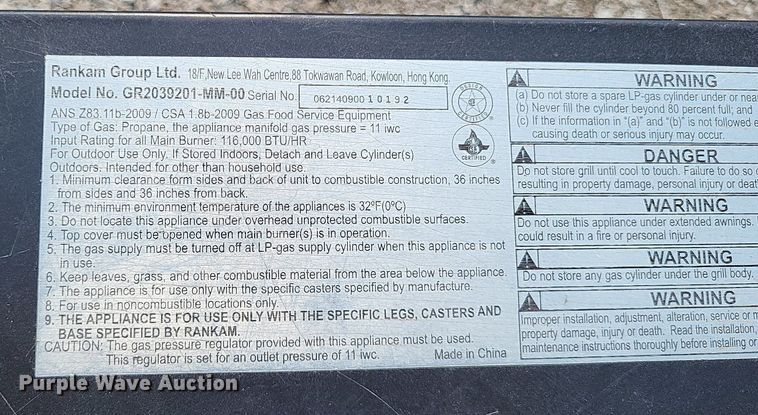 Rankam Group Ltd. 18/F,New Lee Wah Centre,88 Tokwawan Road, Kowloon, Hong Kong.
Model No. GR2039201-MM-00 Serial No. 062140900 1 0 1 9 2
ANS Z83.11b-2009 / CSA 1.8b-2009 Gas Food Service Equipment
Type of Gas: Propane, the appliance manifold gas pressure = 11 iwc
Input Rating for all Main Burner: 116,000 BTU/HR
For Outdoor Use Only. If Stored Indoors, Detach and Leave Cylinder(s)
Outdoors. Intended for other than household use.
1. Minimum clearance form sides and back of unit to combustible construction, 36 inches
from sides and 36 inches from back.
2. The minimum environment temperature of the appliances is 32ºF(0ºC)
3. Do not locate this appliance under overhead unprotected combustible surfaces.
4. Top cover must be opened when main burner(s) is in operation.
5. The gas supply must be turned off at LP-gas supply cylinder when this appliance is not
in use.
6. Keep leaves, grass, and other combustible material from the area below the appliance.
7. The appliance is for use only with the specific casters specified by manufacture.
8. For use in noncombustible locations only.
9. THE APPLIANCE IS FOR USE ONLY WITH THE SPECIFIC LEGS, CASTERS AND
BASE SPECIFIED BY RANKAM.
CAUTION: The gas pressure regulator provided with this appliance must be used.
This regulator is set for an outlet pressure of 11 iwc. Made in China
DESIGN
CERTIFIED
CERTIFIED
WARNING
(a) Do not store a spare LP-gas cylinder under or nea
(b) Never fill the cylinder beyond 80 percent full; and
(c) If the information in "(a)" and "(b)" is not followed e
causing death or serious injury may occur.
DANGER
Do not store grill until cool to touch. Failure to do so c
resulting in property damage, personal injury or deat
WARNING
Do not use this appliance under extended awnings.
could result in a fire or personal injury.
WARNING
Do not store any gas cylinder under the grill body.
WARNING
Improper installation, adjustment, alteration, service or m
property damage, injury or death. Read the installation,
maintenance instructions thoroughly before installing or
Purple Wave Auction